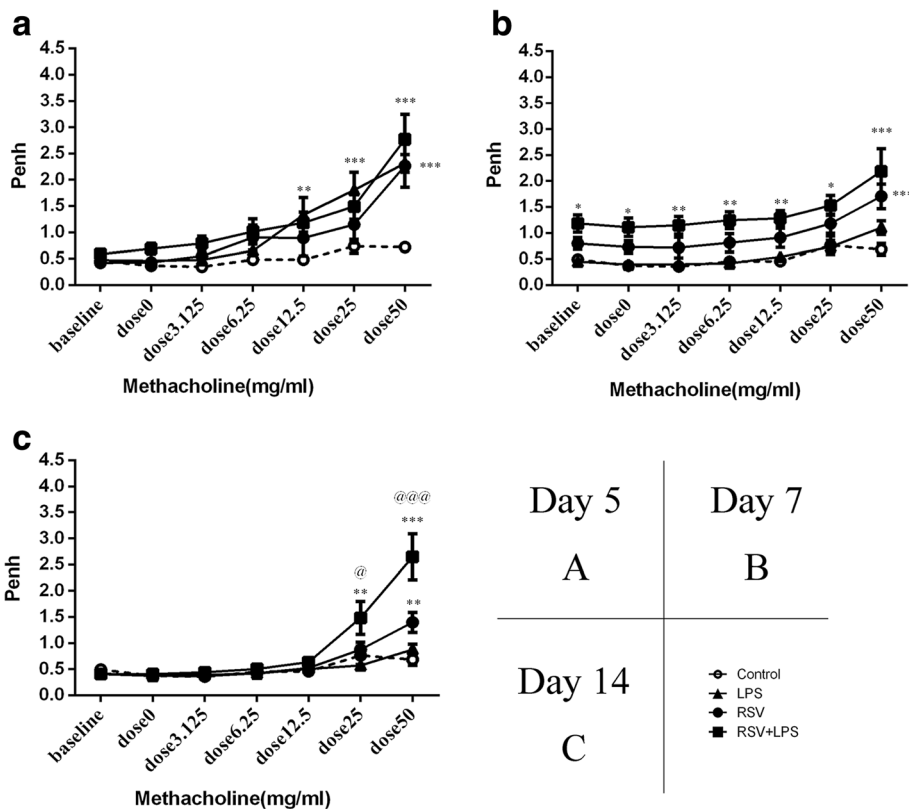 a
4.5
4.0
3.5
3.0
2.5
2.0
1.5
1.0
0.5
0.0
Penh
***
***
***
**
baseline
dose0
dose3.125
dose6.25
dose12.5
dose25
dose50
Methacholine(mg/ml)
b
4.5
4.0
3.5
3.0
2.5
2.0
1.5
1.0
0.5
0.0
Penh
*
*
**
**
**
*
***
***
baseline
dose0
dose3.125
dose6.25
dose12.5
dose25
dose50
Methacholine(mg/ml)
c
4.5
4.0
3.5
3.0
2.5
2.0
1.5
1.0
0.5
0.0
Penh
@@@
***
@
**
**
baseline
dose0
dose3.125
dose6.25
dose12.5
dose25
dose50
Methacholine(mg/ml)
Day 5
A
Day 7
B
Day 14
C
Control
LPS
RSV
RSV+LPS